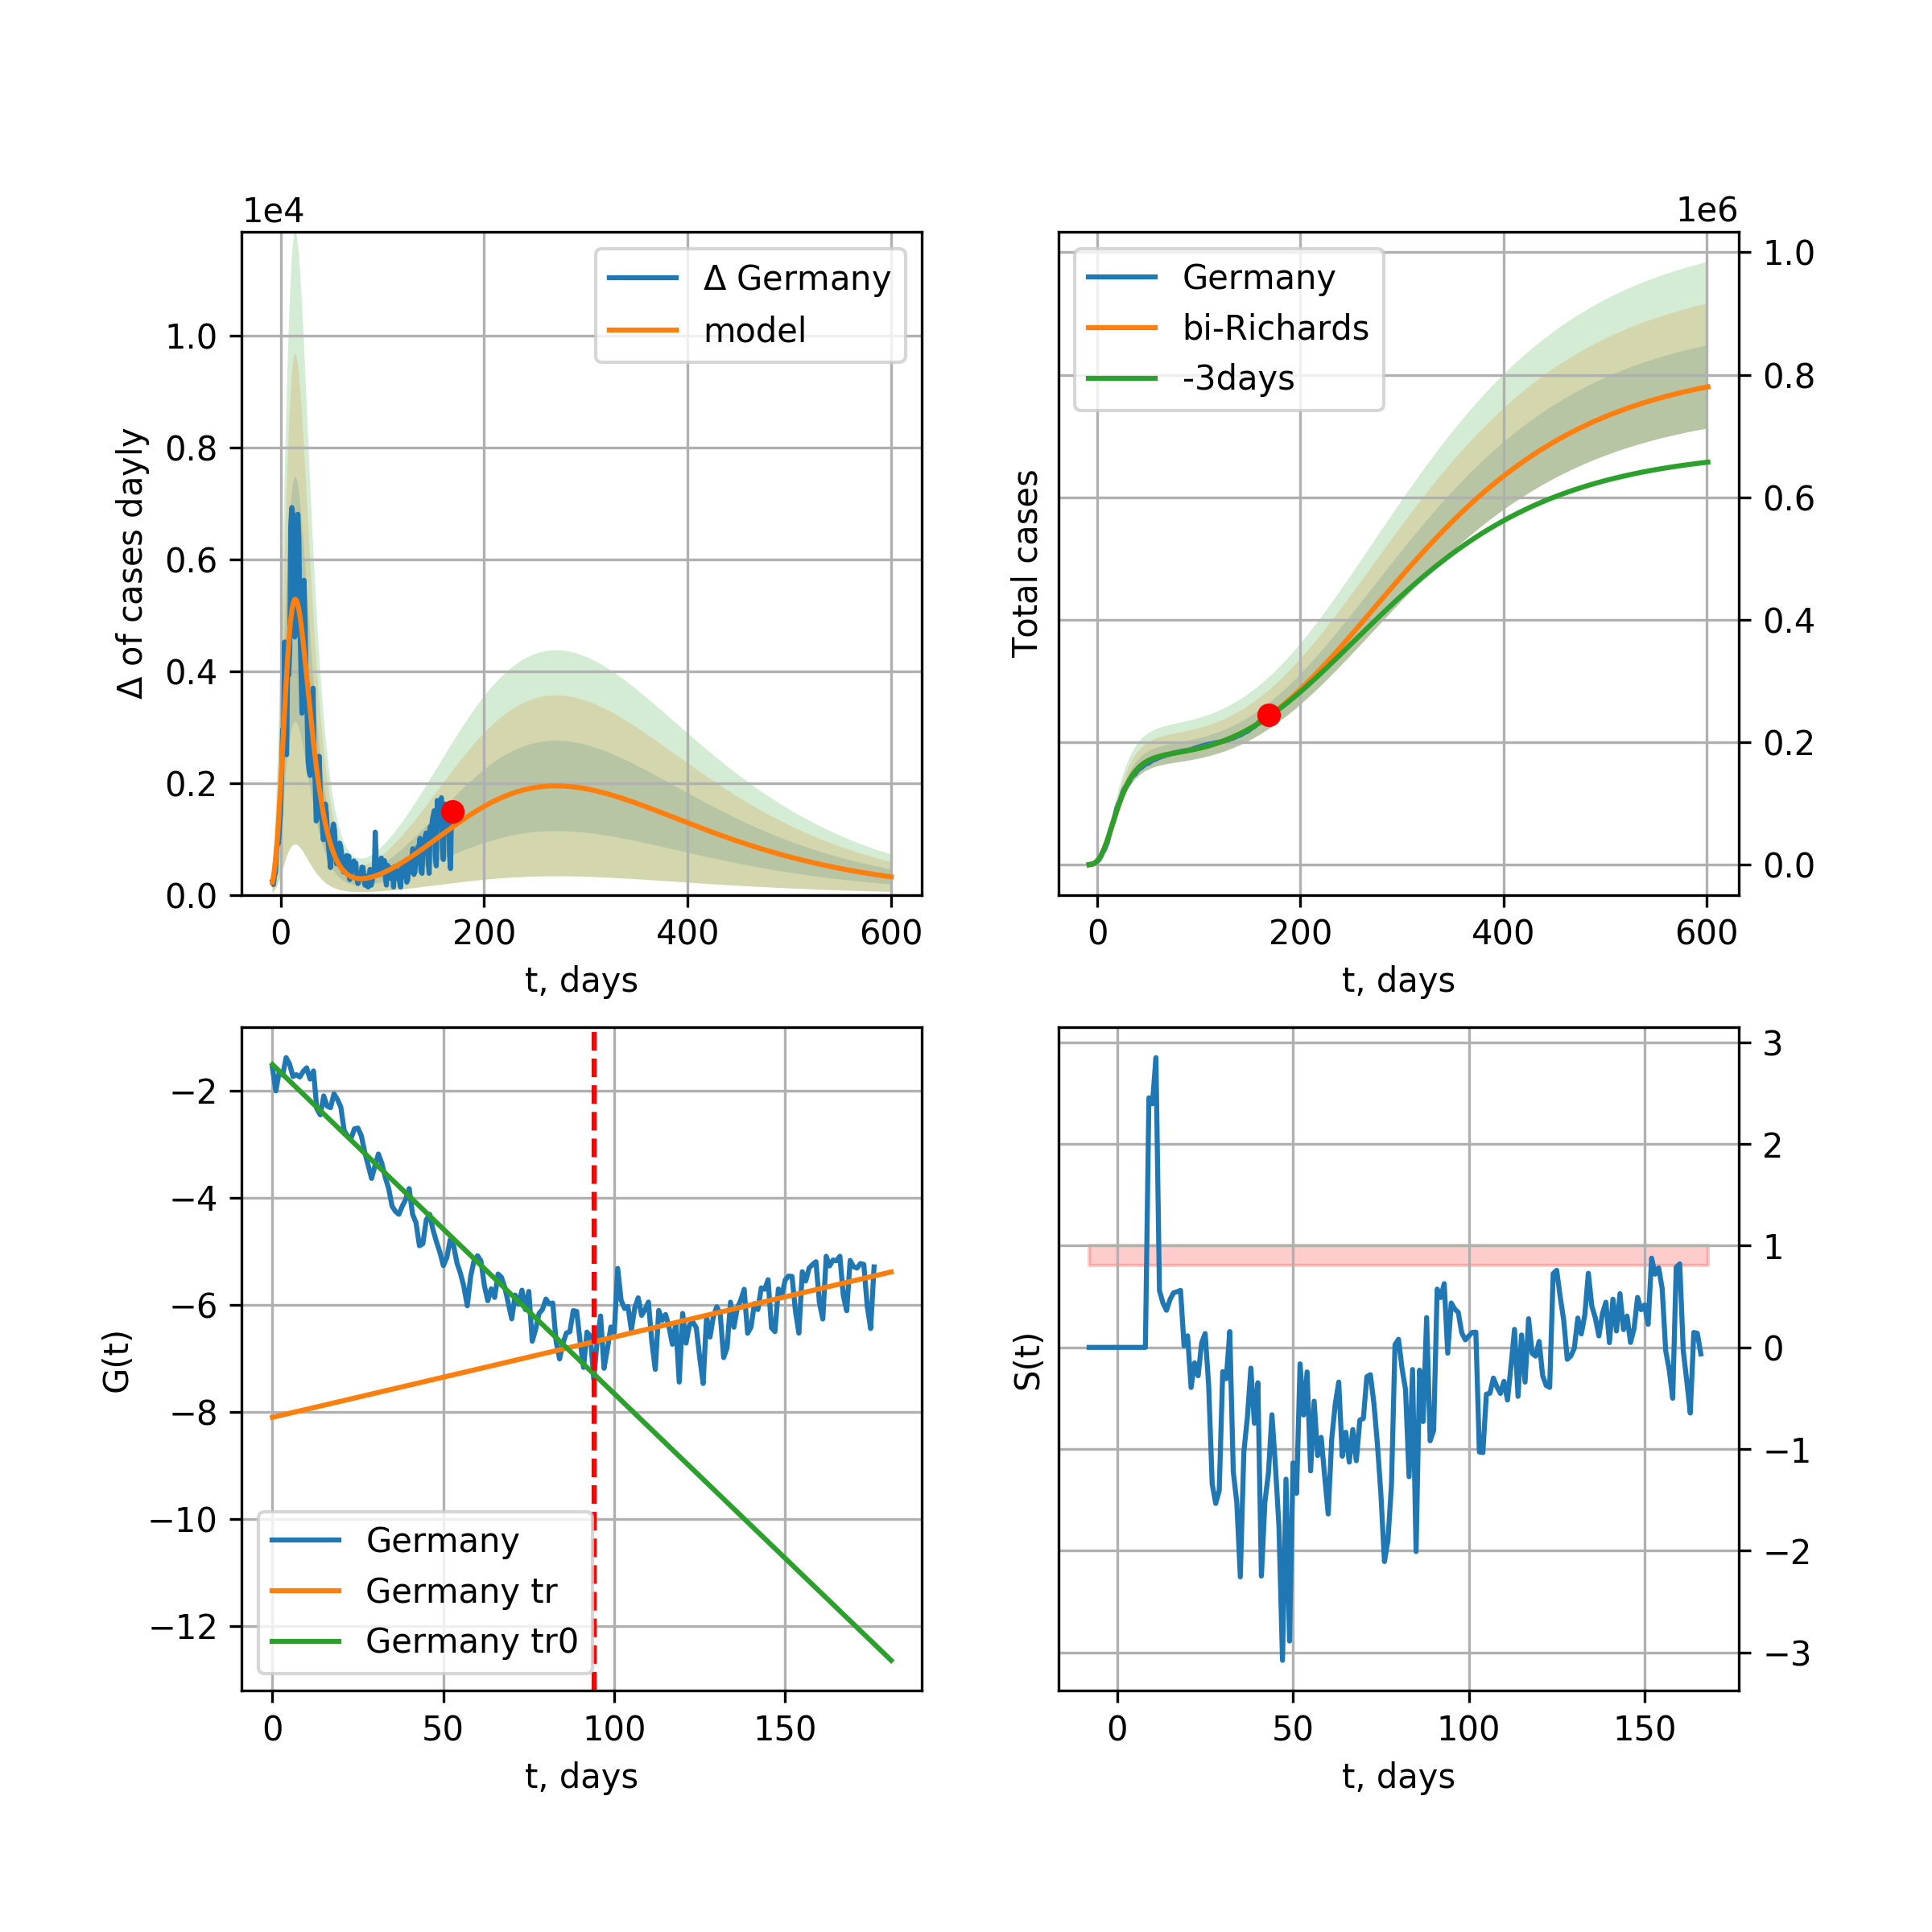 1e4
Δ of cases dayly
1.0
0.8
0.6
0.4
0.2
0.0
Δ Germany
model
0 200 400 600
t, days
1e6
Total cases
Germany
bi-Richards
-3days
1.0
0.8
0.6
0.4
0.2
0.0
0 200 400 600
t, days
G(t)
−2
−4
−6
−8
−10
−12
Germany
Germany tr
Germany tr0
0 50 100 150
t, days
S(t)
3
2
1
0
−1
−2
−3
0 50 100 150
t, days